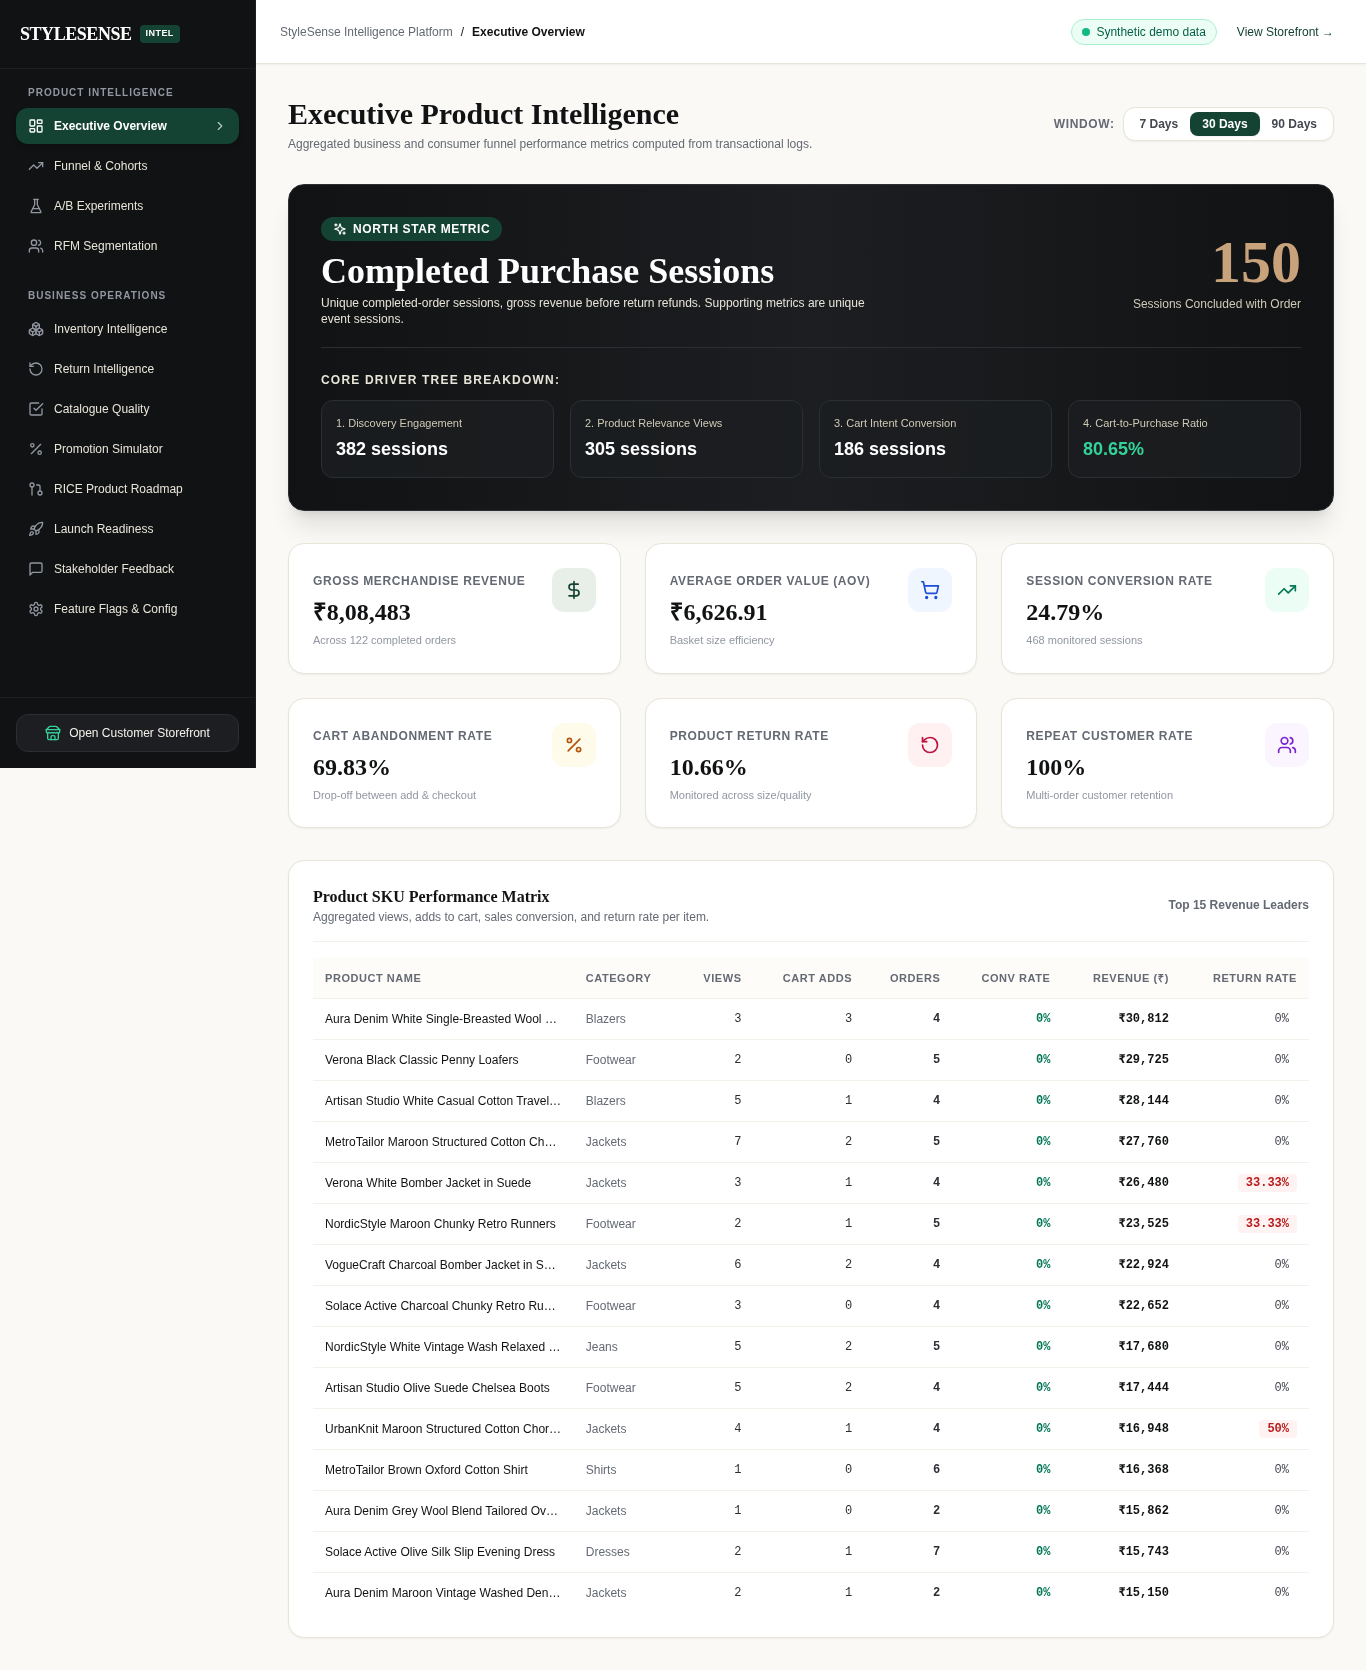 STYLESENSE INTEL
PRODUCT INTELLIGENCE
Executive Overview
Funnel & Cohorts
A/B Experiments
RFM Segmentation
BUSINESS OPERATIONS
Inventory Intelligence
Return Intelligence
Catalogue Quality
Promotion Simulator
RICE Product Roadmap
Launch Readiness
Stakeholder Feedback
Feature Flags & Config
Open Customer Storefront
StyleSense Intelligence Platform / Executive Overview
Synthetic demo data
View Storefront →
Executive Product Intelligence
Aggregated business and consumer funnel performance metrics computed from transactional logs.
WINDOW: 7 Days 30 Days 90 Days
NORTH STAR METRIC
Completed Purchase Sessions
Unique completed-order sessions, gross revenue before return refunds. Supporting metrics are unique
event sessions.
150
Sessions Concluded with Order
CORE DRIVER TREE BREAKDOWN:
1. Discovery Engagement
382 sessions
2. Product Relevance Views
305 sessions
3. Cart Intent Conversion
186 sessions
4. Cart-to-Purchase Ratio
80.65%
GROSS MERCHANDISE REVENUE
₹8,08,483
Across 122 completed orders
AVERAGE ORDER VALUE (AOV)
₹6,626.91
Basket size efficiency
SESSION CONVERSION RATE
24.79%
468 monitored sessions
CART ABANDONMENT RATE
69.83%
Drop-off between add & checkout
PRODUCT RETURN RATE
10.66%
Monitored across size/quality
REPEAT CUSTOMER RATE
100%
Multi-order customer retention
Product SKU Performance Matrix
Aggregated views, adds to cart, sales conversion, and return rate per item.
Top 15 Revenue Leaders
PRODUCT NAME CATEGORY VIEWS CART ADDS ORDERS CONV RATE REVENUE (₹) RETURN RATE
Aura Denim White Single-Breasted Wool … Blazers 3 3 4 0% ₹30,812 0%
Verona Black Classic Penny Loafers Footwear 2 0 5 0% ₹29,725 0%
Artisan Studio White Casual Cotton Travel… Blazers 5 1 4 0% ₹28,144 0%
MetroTailor Maroon Structured Cotton Ch… Jackets 7 2 5 0% ₹27,760 0%
Verona White Bomber Jacket in Suede Jackets 3 1 4 0% ₹26,480 33.33%
NordicStyle Maroon Chunky Retro Runners Footwear 2 1 5 0% ₹23,525 33.33%
VogueCraft Charcoal Bomber Jacket in S… Jackets 6 2 4 0% ₹22,924 0%
Solace Active Charcoal Chunky Retro Ru… Footwear 3 0 4 0% ₹22,652 0%
NordicStyle White Vintage Wash Relaxed … Jeans 5 2 5 0% ₹17,680 0%
Artisan Studio Olive Suede Chelsea Boots Footwear 5 2 4 0% ₹17,444 0%
UrbanKnit Maroon Structured Cotton Chor… Jackets 4 1 4 0% ₹16,948 50%
MetroTailor Brown Oxford Cotton Shirt Shirts 1 0 6 0% ₹16,368 0%
Aura Denim Grey Wool Blend Tailored Ov… Jackets 1 0 2 0% ₹15,862 0%
Solace Active Olive Silk Slip Evening Dress Dresses 2 1 7 0% ₹15,743 0%
Aura Denim Maroon Vintage Washed Den… Jackets 2 1 2 0% ₹15,150 0%